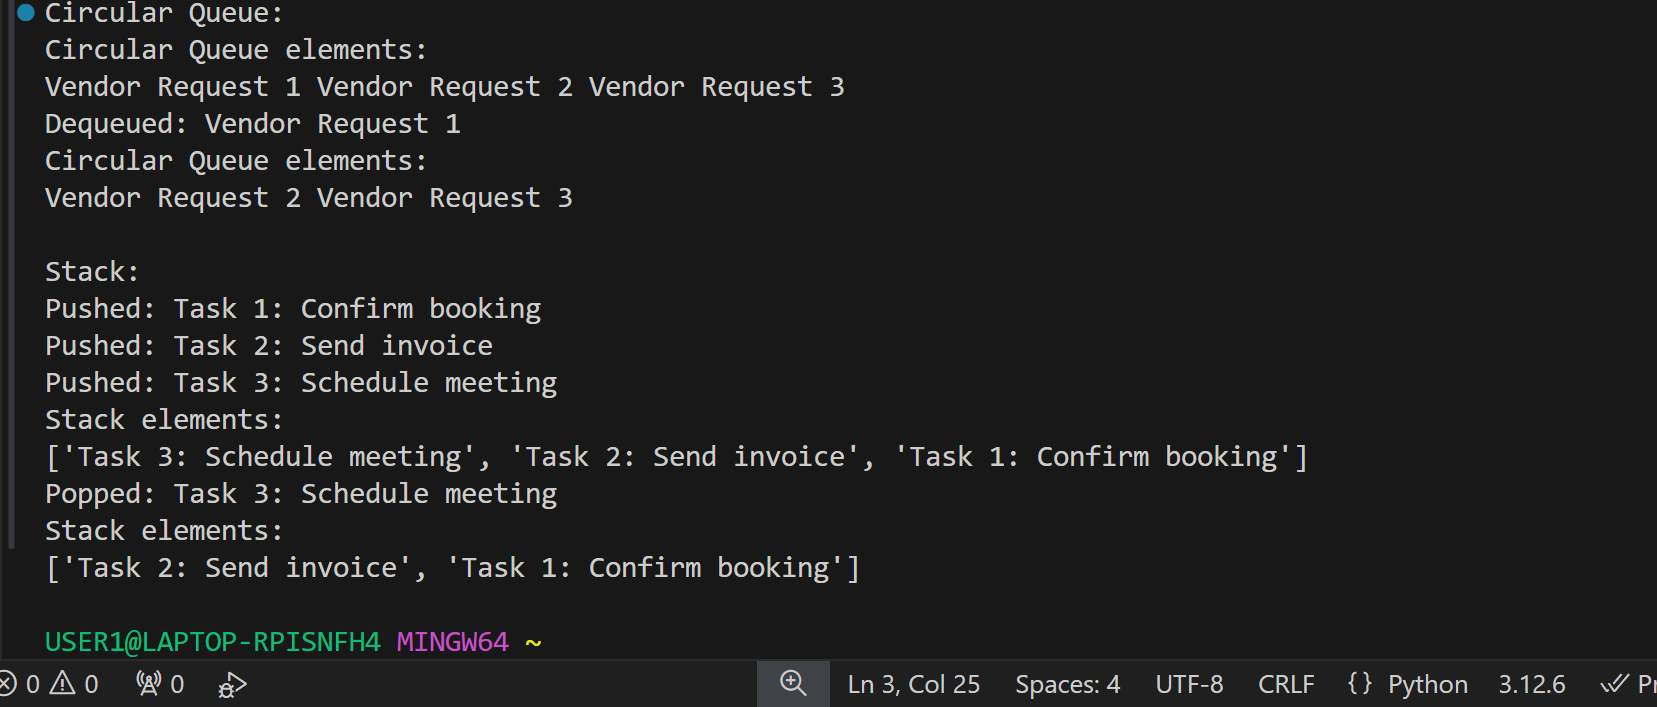 Circular Queue:
Circular Queue elements:
Vendor Request 1 Vendor Request 2 Vendor Request 3
Dequeued: Vendor Request 1
Circular Queue elements:
Vendor Request 2 Vendor Request 3
Stack:
Pushed: Task 1: Confirm booking
Pushed: Task 2: Send invoice
Pushed: Task 3: Schedule meeting
Stack elements:
['Task 3: Schedule meeting', 'Task 2: Send invoice', 'Task 1: Confirm booking']
Popped: Task 3: Schedule meeting
Stack elements:
['Task 2: Send invoice', 'Task 1: Confirm booking']
USER1@LAPTOP-RPISNFH4 MINGW64 ~
0 0 0 Ln 3, Col 25 Spaces: 4 UTF-8 CRLF {} Python 3.12.6